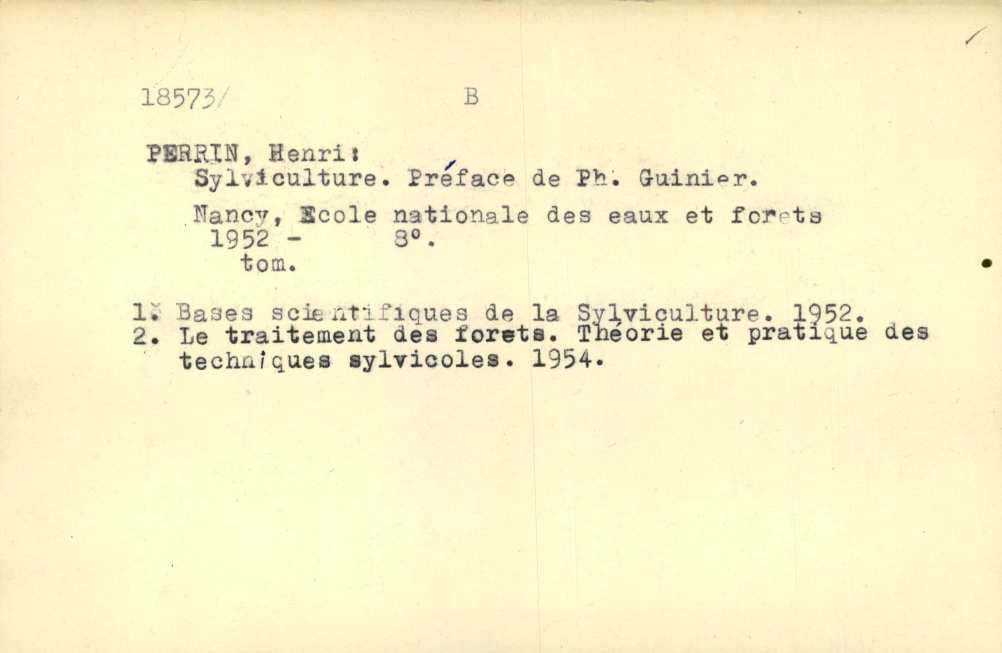 18573/ B
PERRIN, Henri:
Sylviculture. Préface de Ph. Guinier.
Nancy, Ecole nationale des eaux et forets
1952 - 8°.
tom.
1. Bases scientifiques de la Sylviculture. 1952.
2. Le traitement des forets. Théorie et pratique des
techniques sylvicoles. 1954.